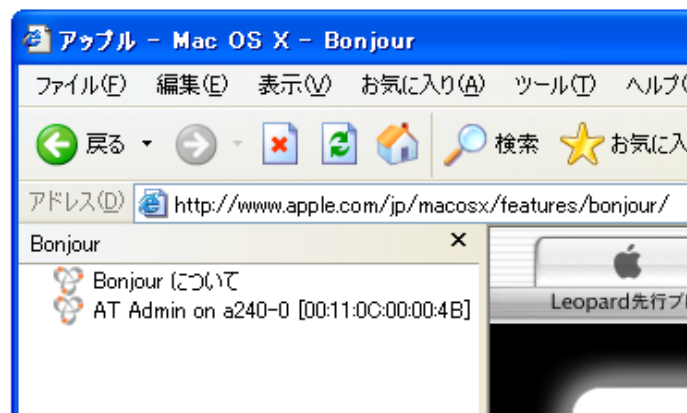 アップル - Mac OS X - Bonjour
ファイル(F) 編集(E) 表示(V) お気に入り(A) ツール(T) ヘルプ(
戻る 検索 お気に入
アドレス(D) http://www.apple.com/jp/macosx/features/bonjour/
Bonjour
Bonjour について
AT Admin on a240-0 [00:11:0C:00:00:4B]
Leopard先行プ